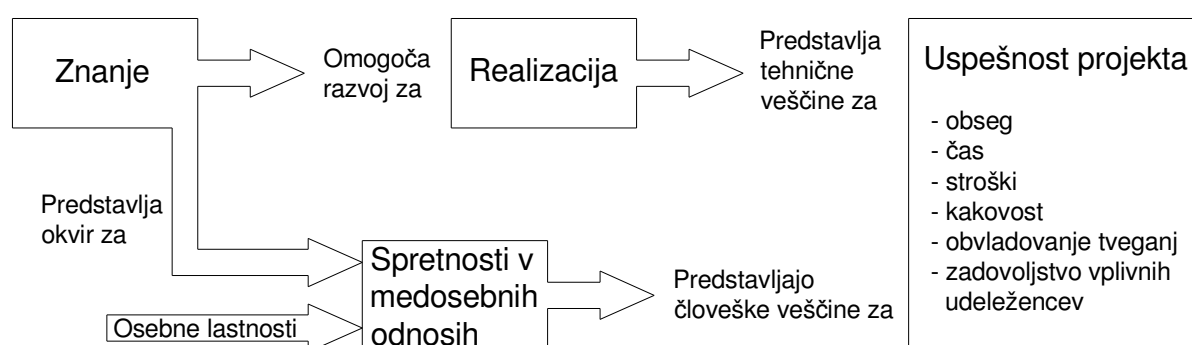 Znanje
Omogoča
razvoj za
Realizacija
Predstavlja
tehnične
veščine za
Uspešnost projekta
- obseg
- čas
- stroški
- kakovost
- obvladovanje tveganj
- zadovoljstvo vplivnih
udeležencev
Predstavlja
okvir za
Spretnosti v
medosebnih
odnosih
Predstavljajo
človeške veščine za
Osebne lastnosti